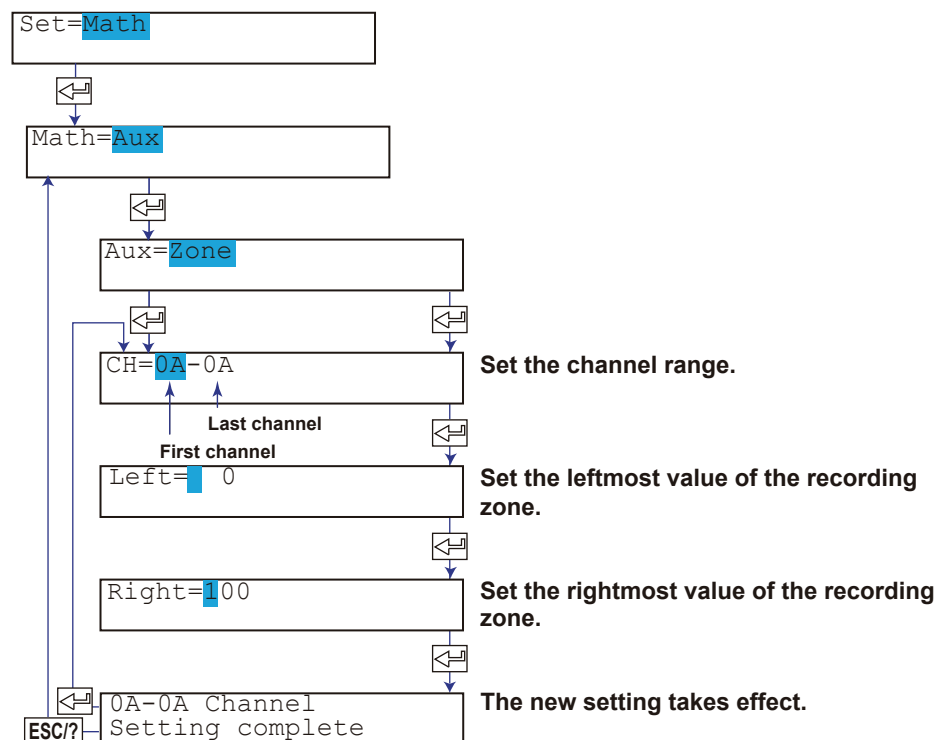 Set=Math
Math=Aux
Aux=Zone
CH=0A-0A
Set the channel range.
Last channel
First channel
Left= 0
Set the leftmost value of the recording
zone.
Right=100
Set the rightmost value of the recording
zone.
0A-0A Channel
Setting complete
The new setting takes effect.
ESC/?